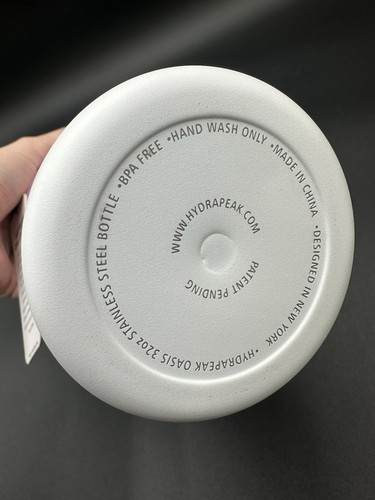 •HYDRAPEAK OASIS 32oz STAINLESS STEEL BOTTLE •BPA FREE •HAND WASH ONLY •MADE IN CHINA •DESIGNED IN NEW YORK
WWW.HYDRAPEAK.COM
PATENT PENDING